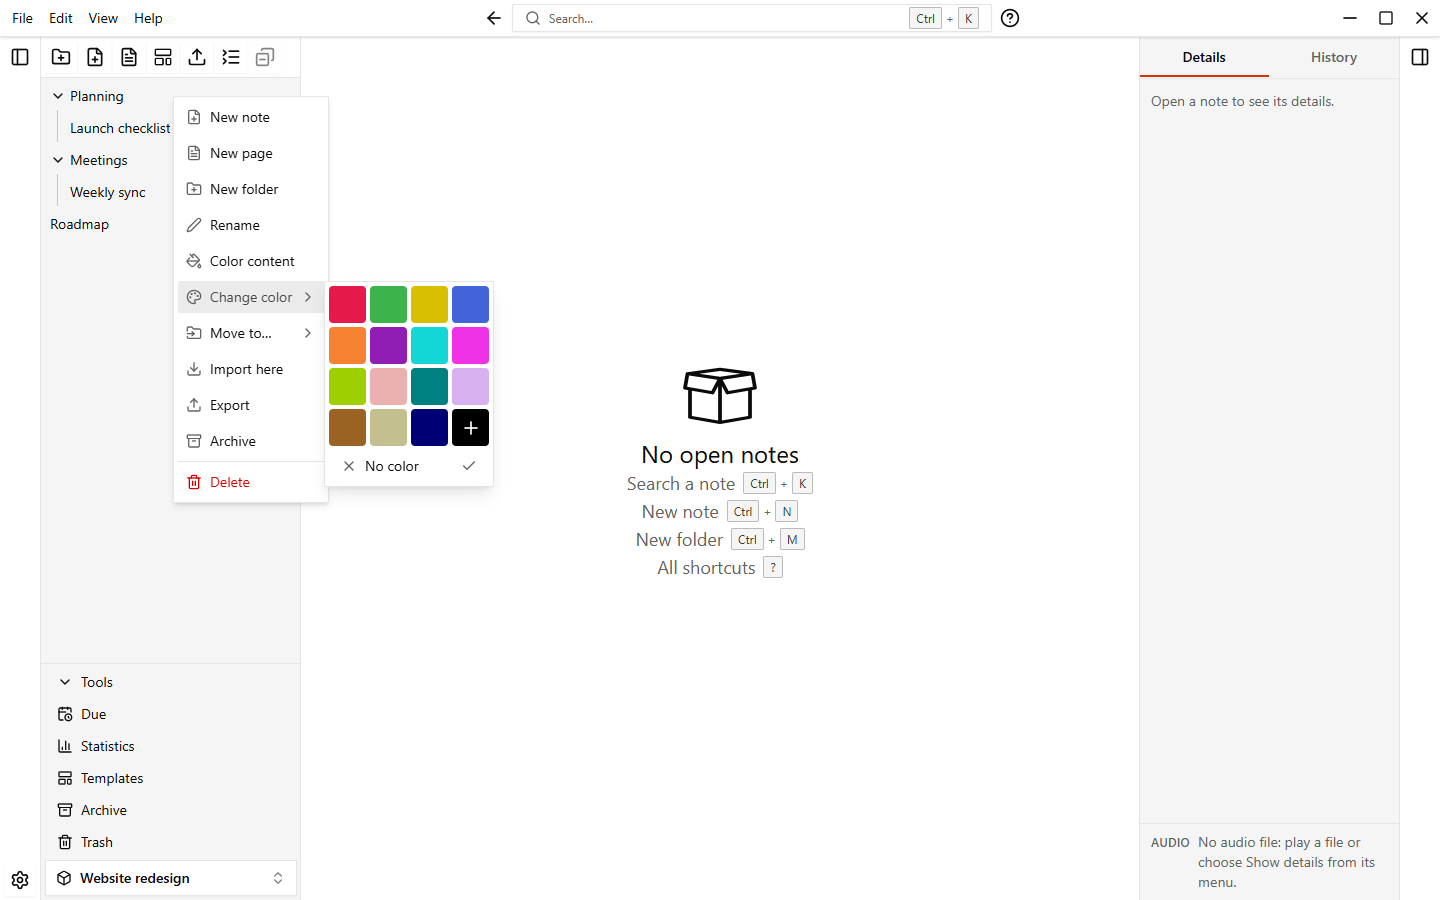 File Edit View Help
Search... Ctrl + K
Details History
Open a note to see its details.
Planning
Launch checklist
Meetings
Weekly sync
Roadmap
New note
New page
New folder
Rename
Color content
Change color
Move to...
Import here
Export
Archive
Delete
No color
No open notes
Search a note Ctrl + K
New note Ctrl + N
New folder Ctrl + M
All shortcuts ?
Tools
Due
Statistics
Templates
Archive
Trash
Website redesign
AUDIO No audio file: play a file or
choose Show details from its
menu.